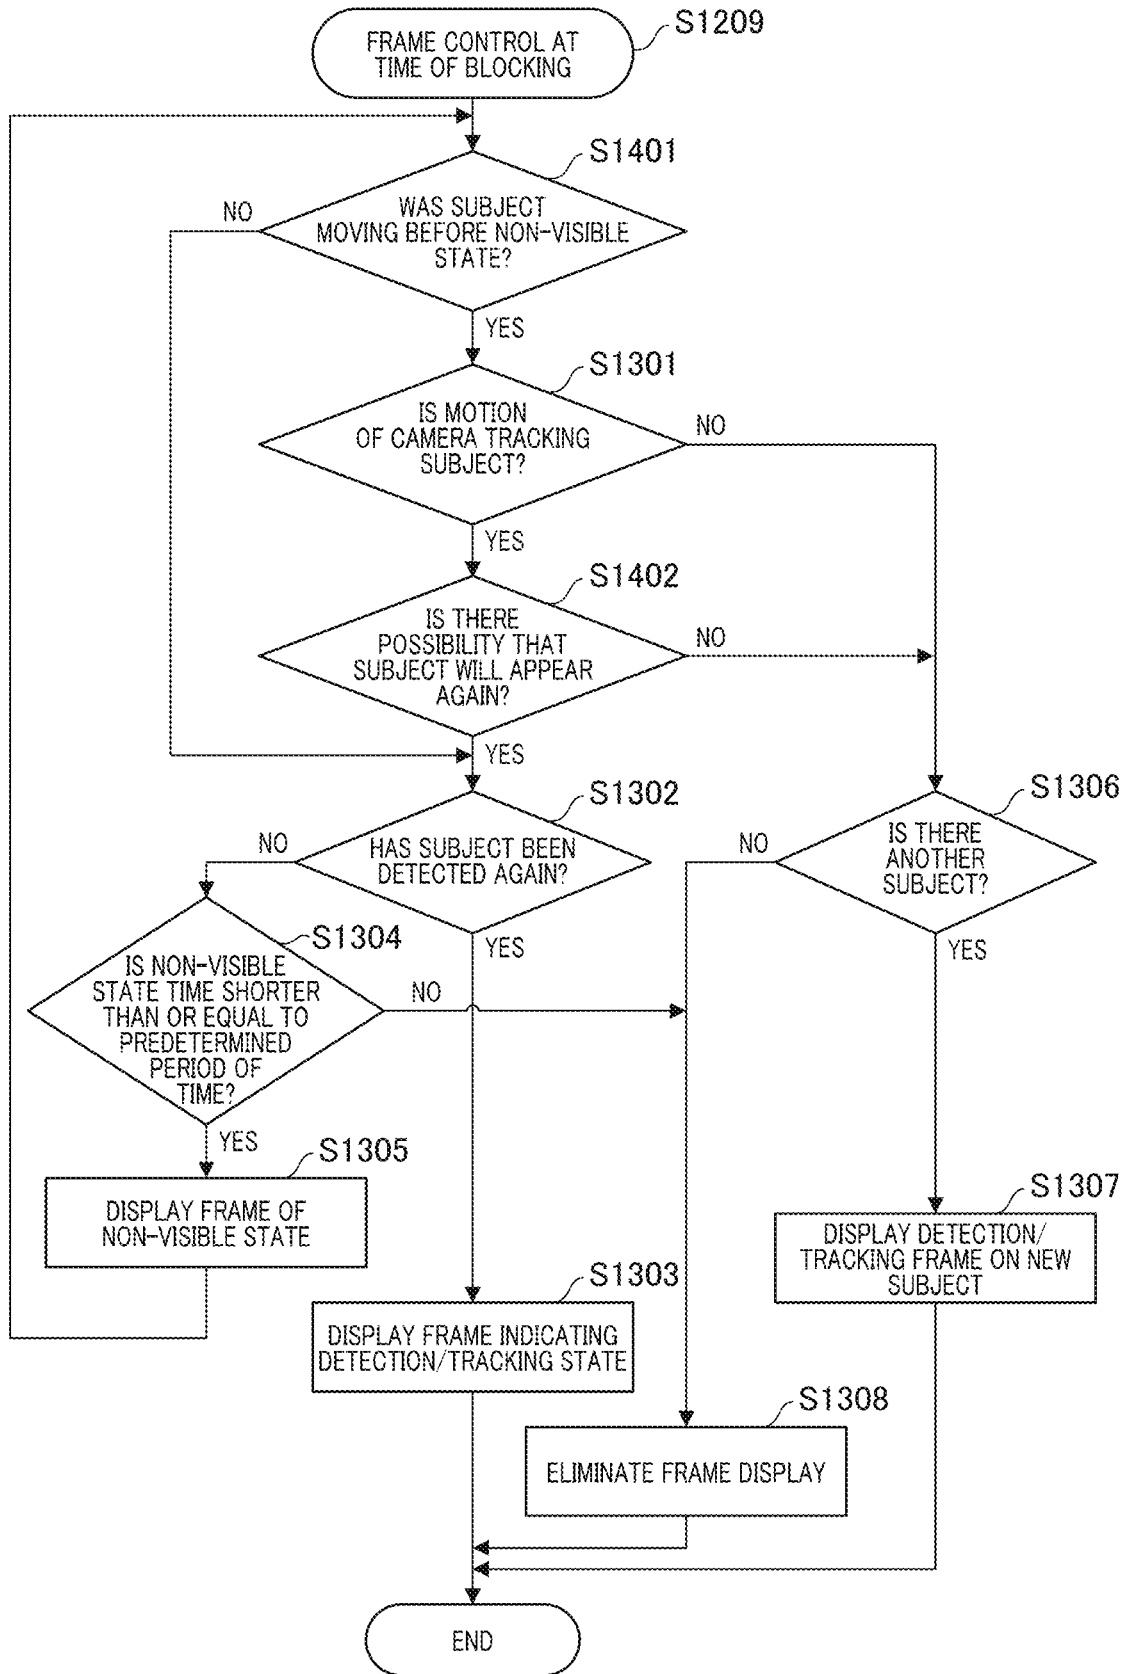 S1209
FRAME CONTROL AT
TIME OF BLOCKING
S1401
WAS SUBJECT
MOVING BEFORE NON-VISIBLE
STATE?
NO
YES
S1301
IS MOTION
OF CAMERA TRACKING
SUBJECT?
NO
YES
S1402
IS THERE
POSSIBILITY THAT
SUBJECT WILL APPEAR
AGAIN?
NO
YES
S1302
HAS SUBJECT BEEN
DETECTED AGAIN?
NO
YES
S1306
IS THERE
ANOTHER
SUBJECT?
NO
YES
S1304
IS NON-VISIBLE
STATE TIME SHORTER
THAN OR EQUAL TO
PREDETERMINED
PERIOD OF
TIME?
NO
YES
S1305
DISPLAY FRAME OF
NON-VISIBLE STATE
S1307
DISPLAY DETECTION/
TRACKING FRAME ON NEW
SUBJECT
S1303
DISPLAY FRAME INDICATING
DETECTION/TRACKING STATE
S1308
ELIMINATE FRAME DISPLAY
END